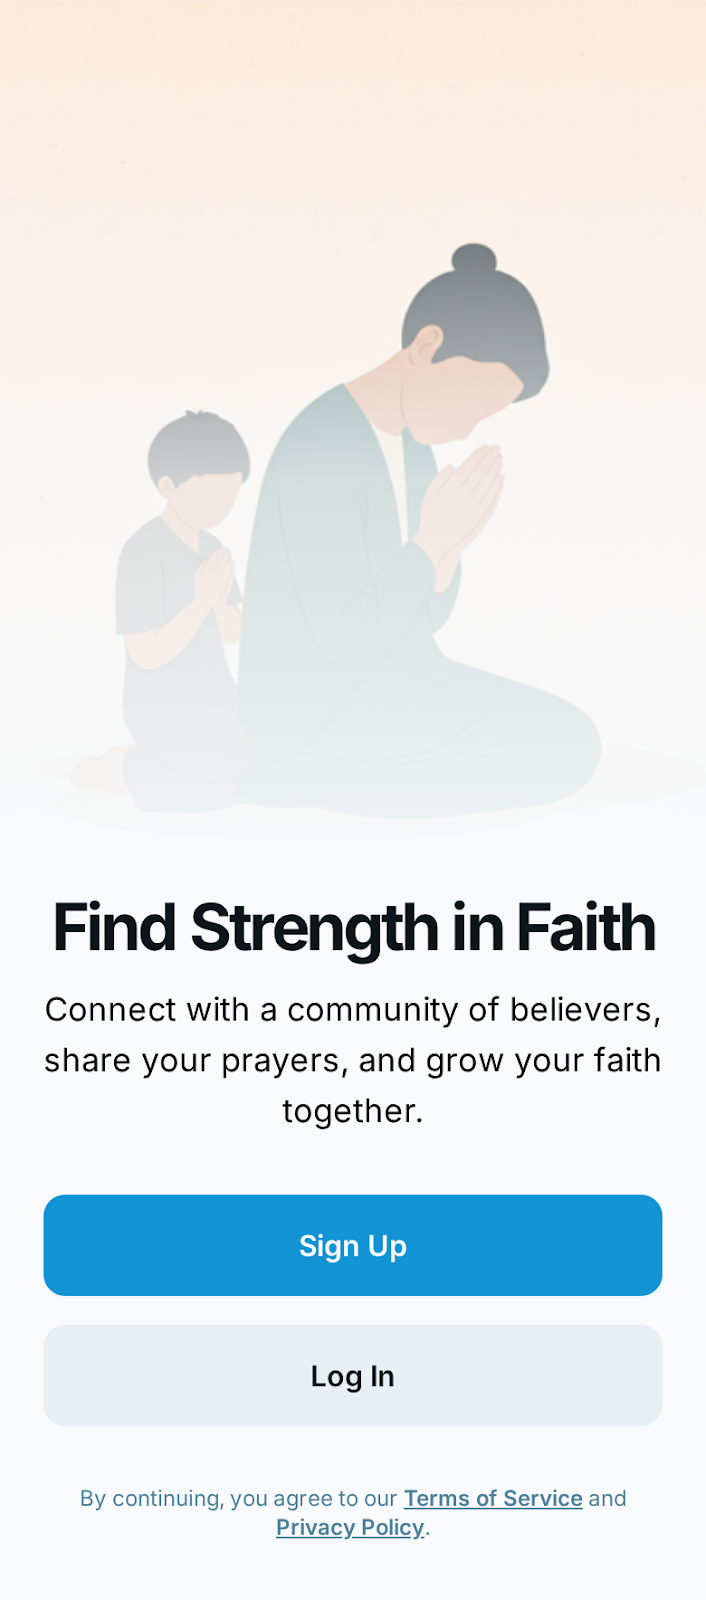 Find Strength in Faith
Connect with a community of believers,
share your prayers, and grow your faith
together.
Sign Up
Log In
By continuing, you agree to our Terms of Service and
Privacy Policy.